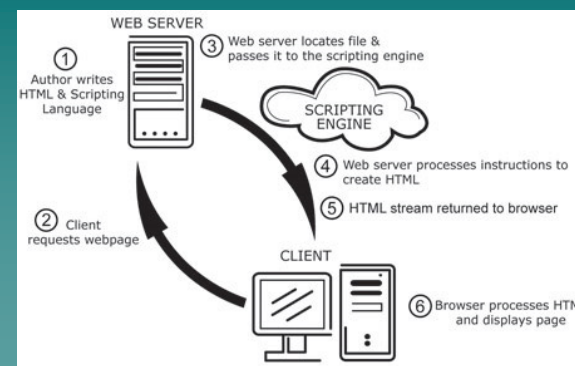 WEB SERVER
① Author writes
HTML & Scripting
Language
③ Web server locates file &
passes it to the scripting engine
SCRIPTING
ENGINE
④ Web server processes instructions to
create HTML
⑤ HTML stream returned to browser
② Client
requests webpage
CLIENT
⑥ Browser processes
and displays page